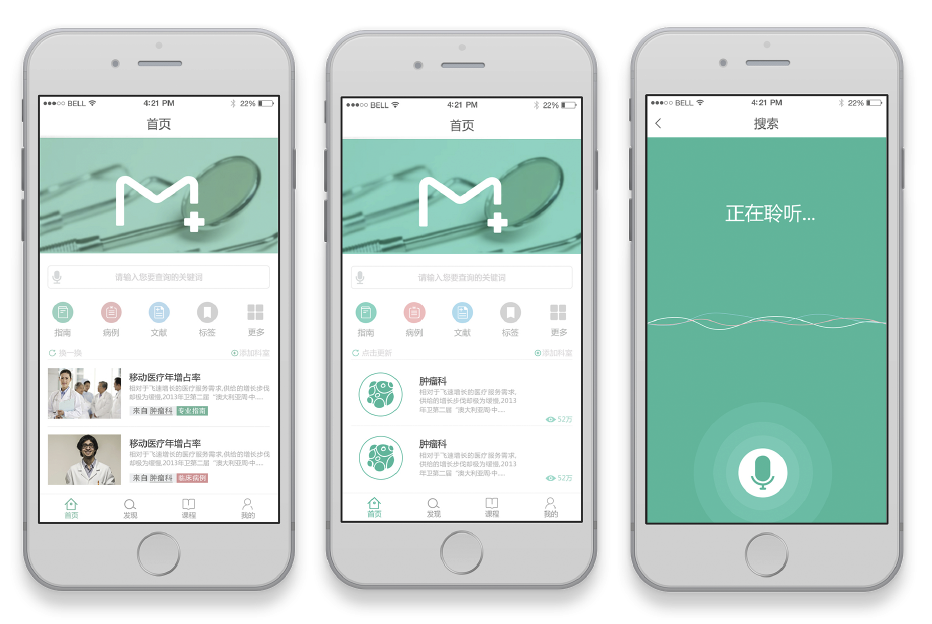 BELL 4:21 PM 22%
首页
M
请输入您要查询的关键词
指南 病例 文献 标签 更多
换一换 添加科室
移动医疗年增占率
相对于飞速增长的医疗服务需求,供给的增长步伐
却极为缓慢,2013年卫第二届“澳大利亚周·中....
来自 肿瘤科 专业指南
移动医疗年增占率
相对于飞速增长的医疗服务需求,供给的增长步伐
却极为缓慢,2013年卫第二届“澳大利亚周·中....
来自 肿瘤科 临床病例
首页 发现 课程 我的
BELL 4:21 PM 22%
首页
M
请输入您要查询的关键词
指南 病例 文献 标签 更多
点击更新 添加科室
肿瘤科
相对于飞速增长的医疗服务需求,
供给的增长步伐却极为缓慢,2013
年卫第二届“澳大利亚周·中....
52万
肿瘤科
相对于飞速增长的医疗服务需求,
供给的增长步伐却极为缓慢,2013
年卫第二届“澳大利亚周·中....
52万
首页 发现 课程 我的
BELL 4:21 PM 22%
搜索
正在聆听...